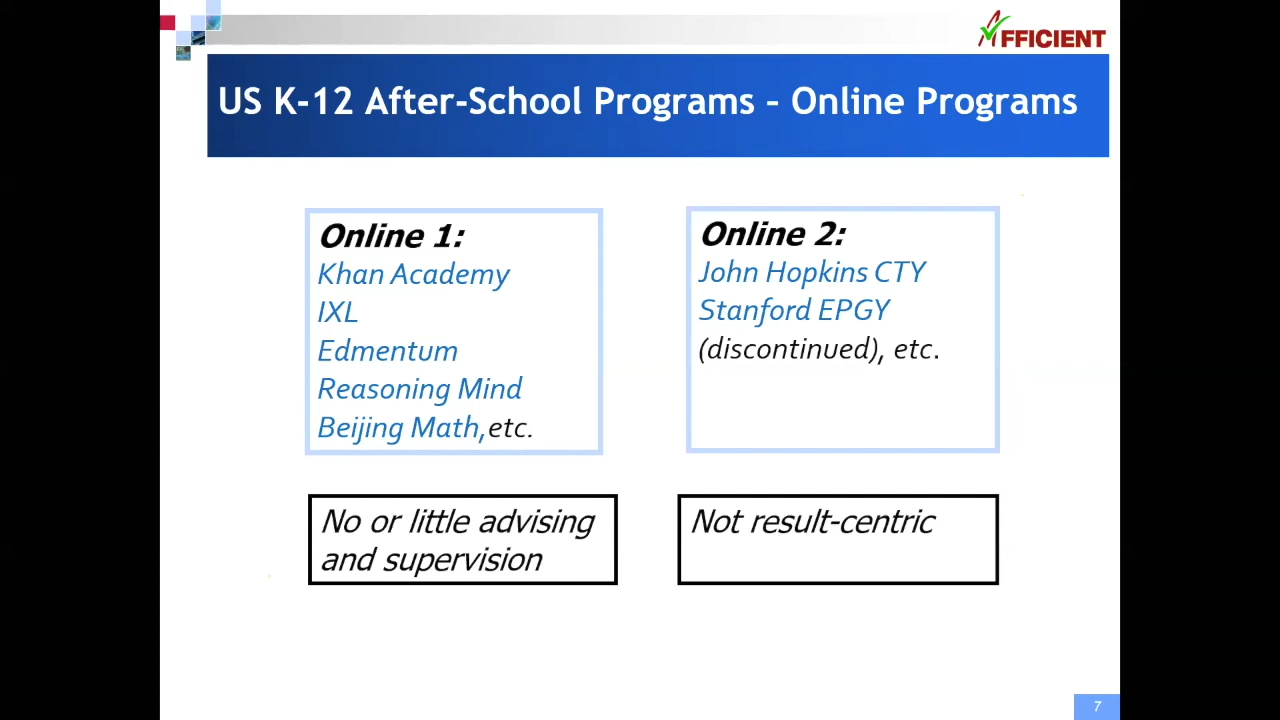 AFFICIENT
US K-12 After-School Programs – Online Programs
Online 1:
Khan Academy
IXL
Edmentum
Reasoning Mind
Beijing Math,etc.
Online 2:
John Hopkins CTY
Stanford EPGY
(discontinued), etc.
No or little advising
and supervision
Not result-centric
7